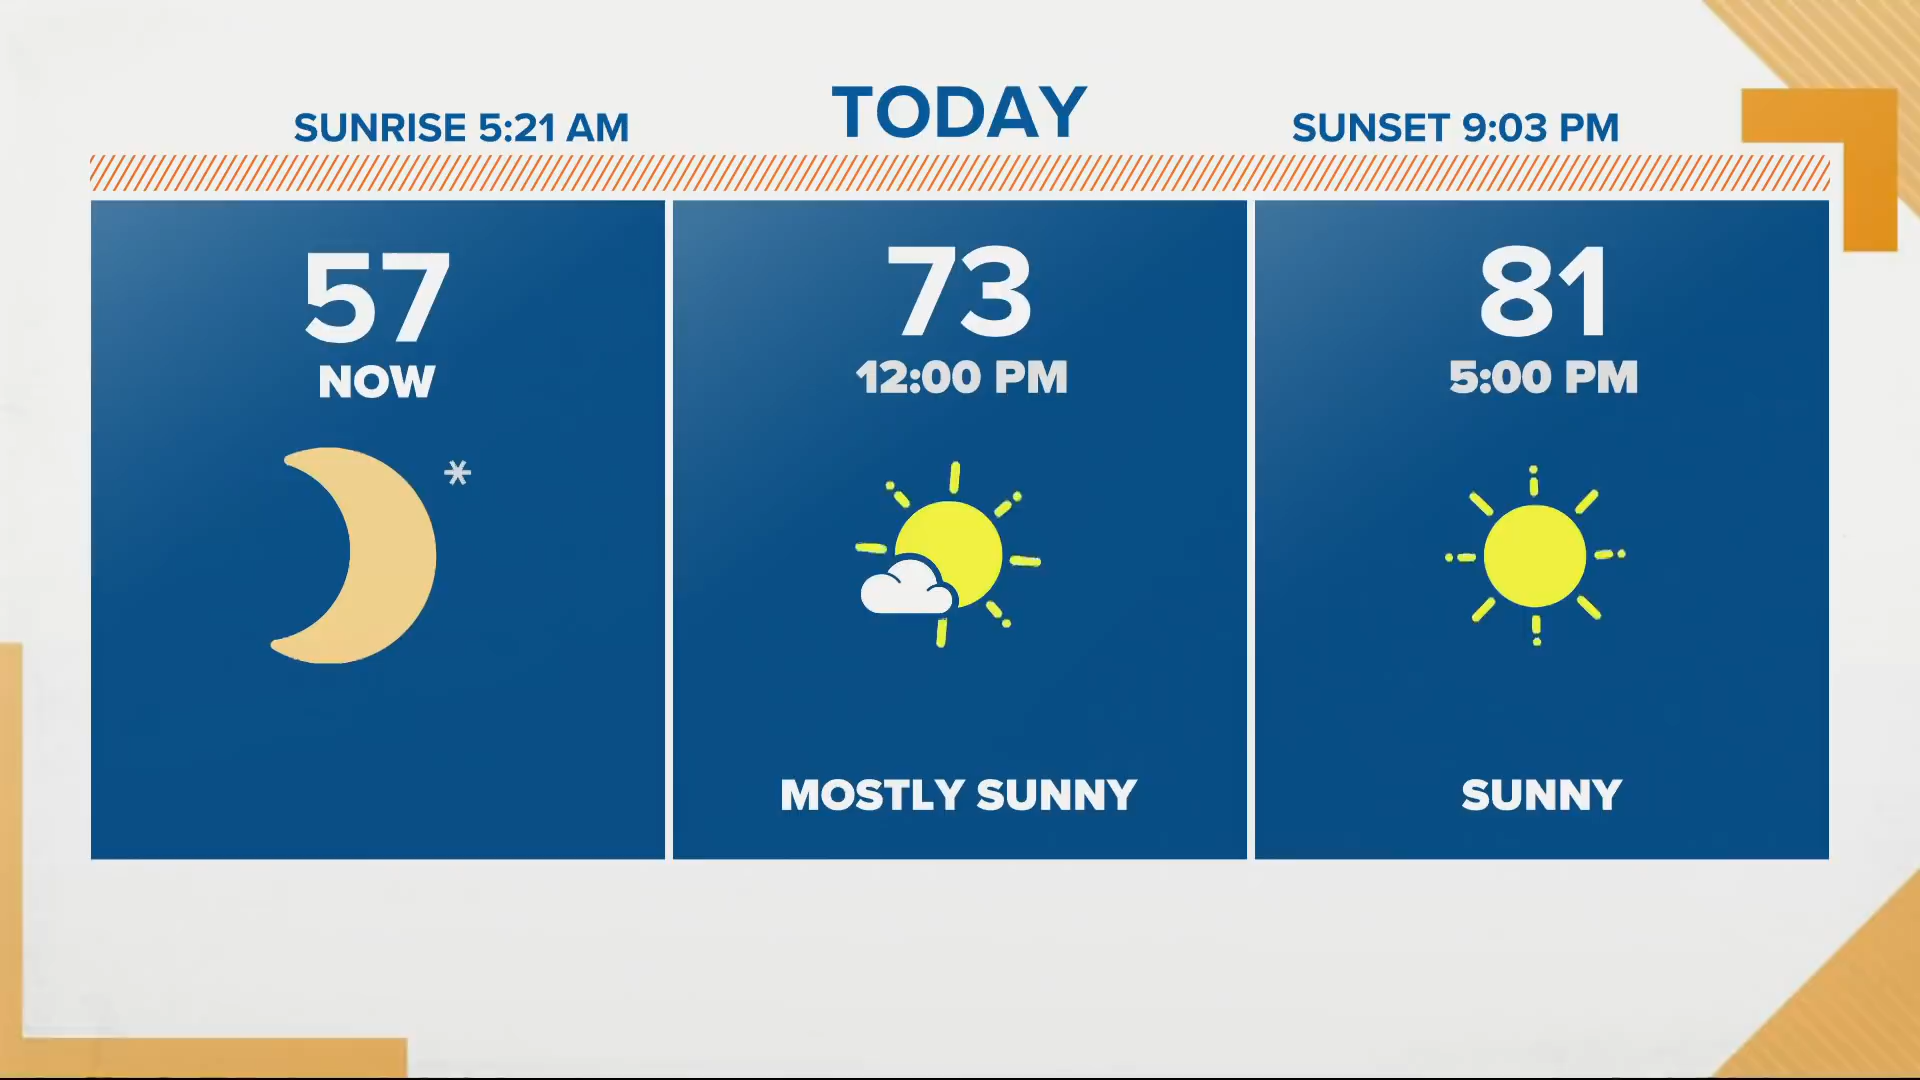 SUNRISE 5:21 AM
TODAY
SUNSET 9:03 PM
57
NOW
73
12:00 PM
MOSTLY SUNNY
81
5:00 PM
SUNNY